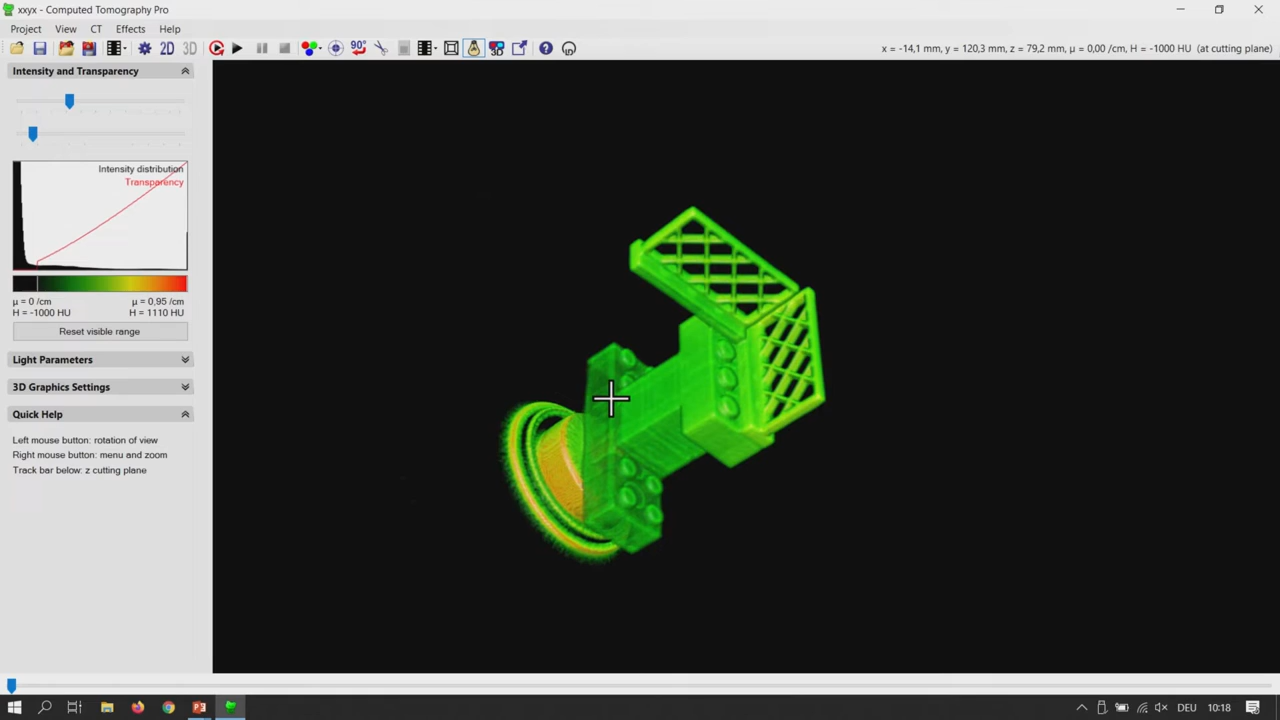 xxyx - Computed Tomography Pro
Project View CT Effects Help
2D 3D 90° 3D x = -14,1 mm, y = 120,3 mm, z = 79,2 mm, µ = 0,00 /cm, H = -1000 HU (at cutting plane)
Intensity and Transparency
Intensity distribution
Transparency
µ = 0 /cm µ = 0,95 /cm
H = -1000 HU H = 1110 HU
Reset visible range
Light Parameters
3D Graphics Settings
Quick Help
Left mouse button: rotation of view
Right mouse button: menu and zoom
Track bar below: z cutting plane
DEU 10:18